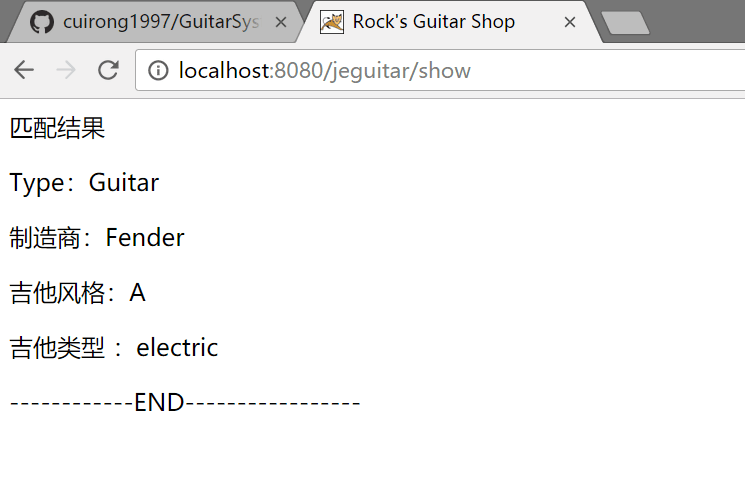 cuirong1997/GuitarSys
Rock's Guitar Shop
localhost:8080/jeguitar/show
匹配结果
Type：Guitar
制造商：Fender
吉他风格：A
吉他类型 ：electric
------------END-----------------